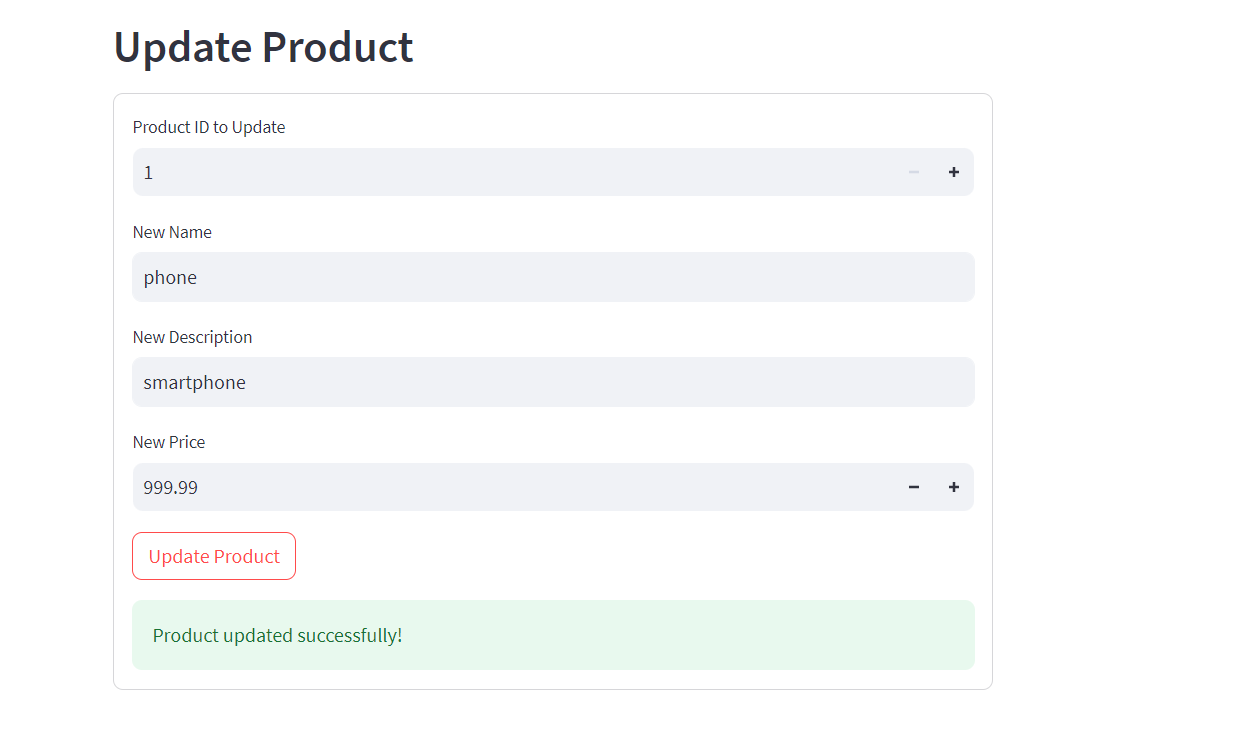 Update Product
Product ID to Update
1
New Name
phone
New Description
smartphone
New Price
999.99
Update Product
Product updated successfully!